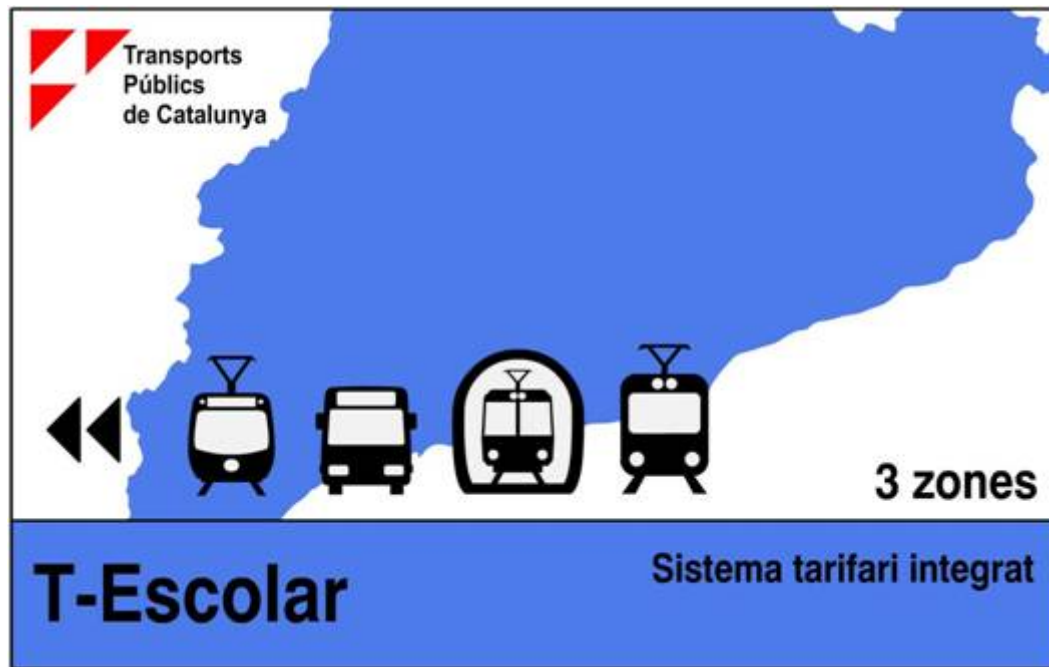 Transports
Públics
de Catalunya
3 zones
T-Escolar
Sistema tarifari integrat